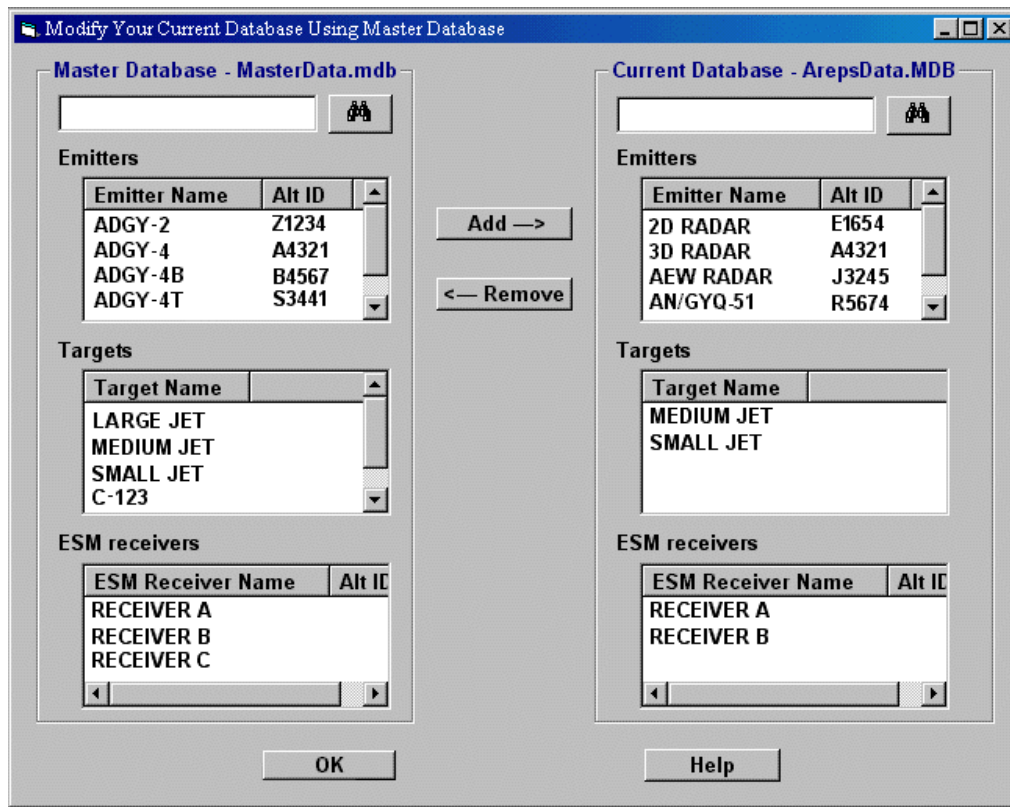 Modify Your Current Database Using Master Database
Master Database - MasterData.mdb
Emitters
Emitter Name Alt ID
ADGY-2 Z1234
ADGY-4 A4321
ADGY-4B B4567
ADGY-4T S3441
Targets
Target Name
LARGE JET
MEDIUM JET
SMALL JET
C-123
ESM receivers
ESM Receiver Name Alt ID
RECEIVER A
RECEIVER B
RECEIVER C
Add —>
<— Remove
Current Database - ArepsData.MDB
Emitters
Emitter Name Alt ID
2D RADAR E1654
3D RADAR A4321
AEW RADAR J3245
AN/GYQ-51 R5674
Targets
Target Name
MEDIUM JET
SMALL JET
ESM receivers
ESM Receiver Name Alt ID
RECEIVER A
RECEIVER B
OK
Help